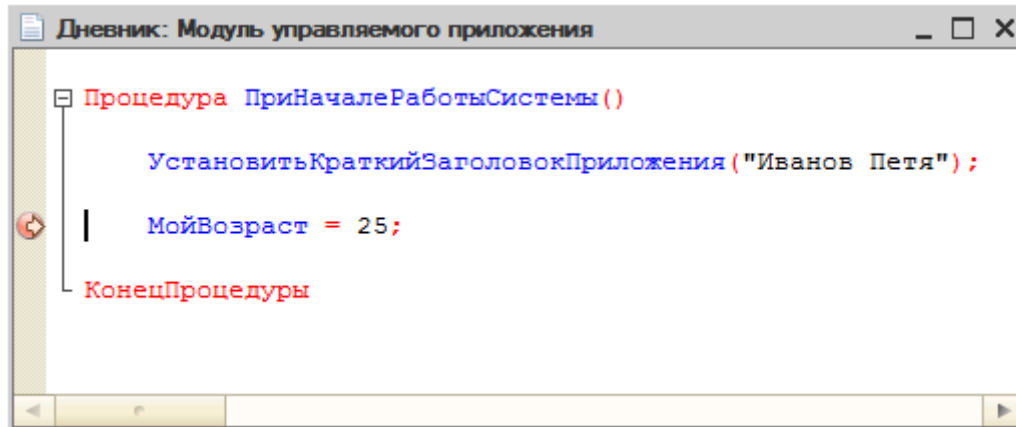 Дневник: Модуль управляемого приложения
Процедура ПриНачалеРаботыСистемы()
УстановитьКраткийЗаголовокПриложения("Иванов Петя");
МойВозраст = 25;
КонецПроцедуры